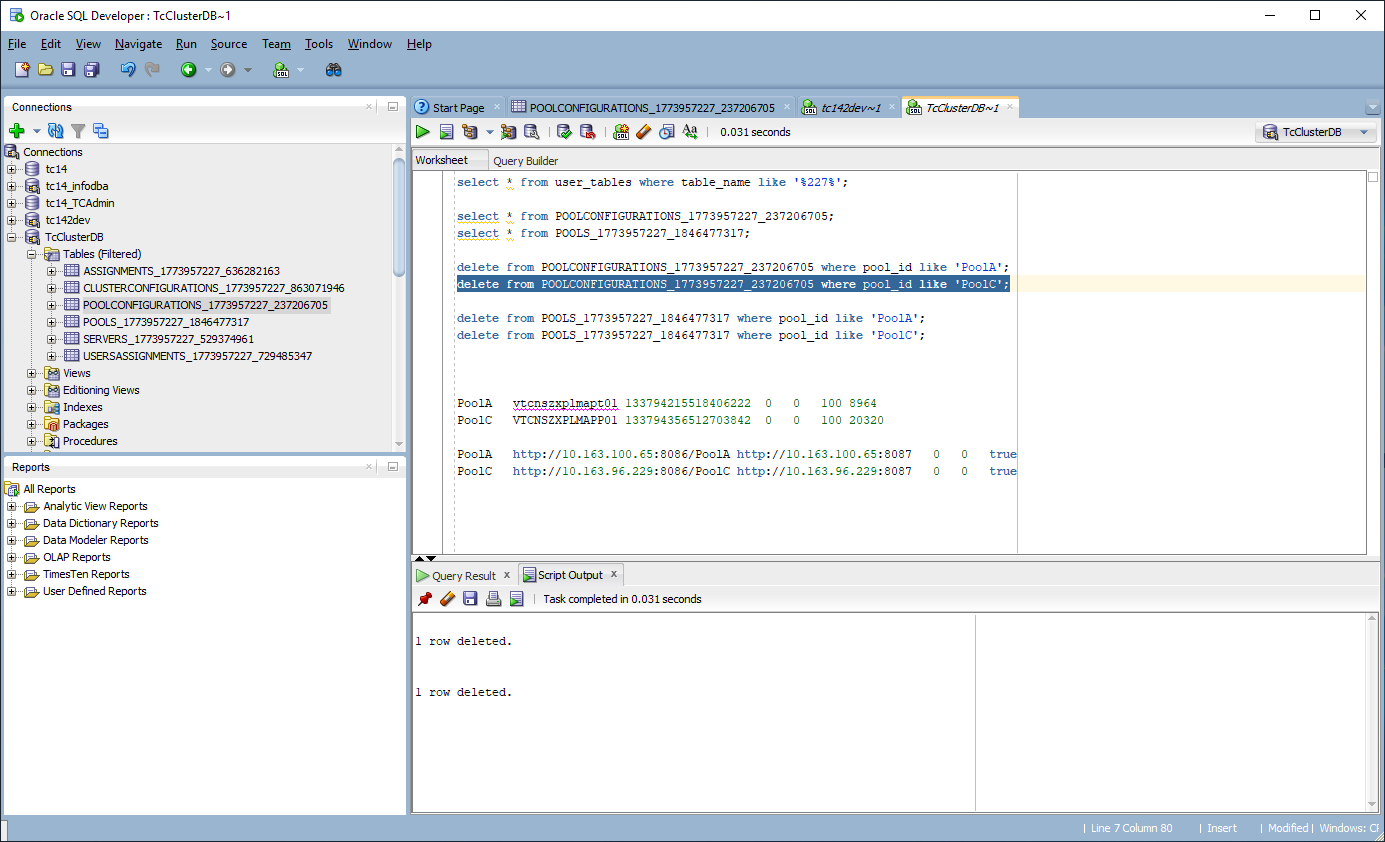 Oracle SQL Developer : TcClusterDB~1
File Edit View Navigate Run Source Team Tools Window Help
Connections
Connections
tc14
tc14_infodba
tc14_TCAdmin
tc142dev
TcClusterDB
Tables (Filtered)
ASSIGNMENTS_1773957227_636282163
CLUSTERCONFIGURATIONS_1773957227_863071946
POOLCONFIGURATIONS_1773957227_237206705
POOLS_1773957227_1846477317
SERVERS_1773957227_529374961
USERSASSIGNMENTS_1773957227_729485347
Views
Editioning Views
Indexes
Packages
Procedures
Reports
All Reports
Analytic View Reports
Data Dictionary Reports
Data Modeler Reports
OLAP Reports
TimesTen Reports
User Defined Reports
Start Page POOLCONFIGURATIONS_1773957227_237206705 tc142dev~1 TcClusterDB~1
0.031 seconds TcClusterDB
Worksheet Query Builder
select * from user_tables where table_name like '%227%';
select * from POOLCONFIGURATIONS_1773957227_237206705;
select * from POOLS_1773957227_1846477317;
delete from POOLCONFIGURATIONS_1773957227_237206705 where pool_id like 'PoolA';
delete from POOLCONFIGURATIONS_1773957227_237206705 where pool_id like 'PoolC';
delete from POOLS_1773957227_1846477317 where pool_id like 'PoolA';
delete from POOLS_1773957227_1846477317 where pool_id like 'PoolC';
PoolA vtcnszxplmapt01 133794215518406222 0 0 100 8964
PoolC VTCNSZXPLMAPP01 133794356512703842 0 0 100 20320
PoolA http://10.163.100.65:8086/PoolA http://10.163.100.65:8087 0 0 true
PoolC http://10.163.96.229:8086/PoolC http://10.163.96.229:8087 0 0 true
Query Result x Script Output x
Task completed in 0.031 seconds
1 row deleted.
1 row deleted.
Line 7 Column 80 | Insert | Modified | Windows: CF